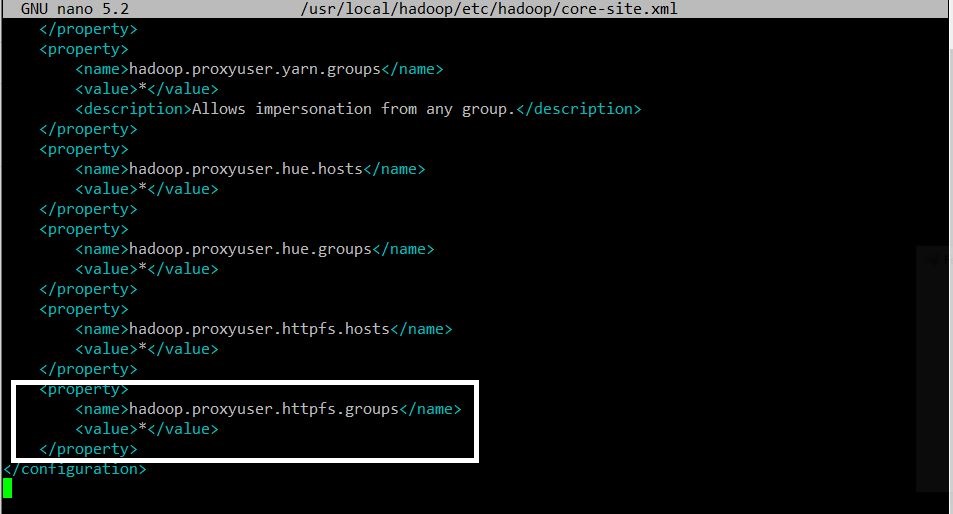 GNU nano 5.2 /usr/local/hadoop/etc/hadoop/core-site.xml
</property>
<property>
<name>hadoop.proxyuser.yarn.groups</name>
<value>*</value>
<description>Allows impersonation from any group.</description>
</property>
<property>
<name>hadoop.proxyuser.hue.hosts</name>
<value>*</value>
</property>
<property>
<name>hadoop.proxyuser.hue.groups</name>
<value>*</value>
</property>
<property>
<name>hadoop.proxyuser.httpfs.hosts</name>
<value>*</value>
</property>
<property>
<name>hadoop.proxyuser.httpfs.groups</name>
<value>*</value>
</property>
</configuration>